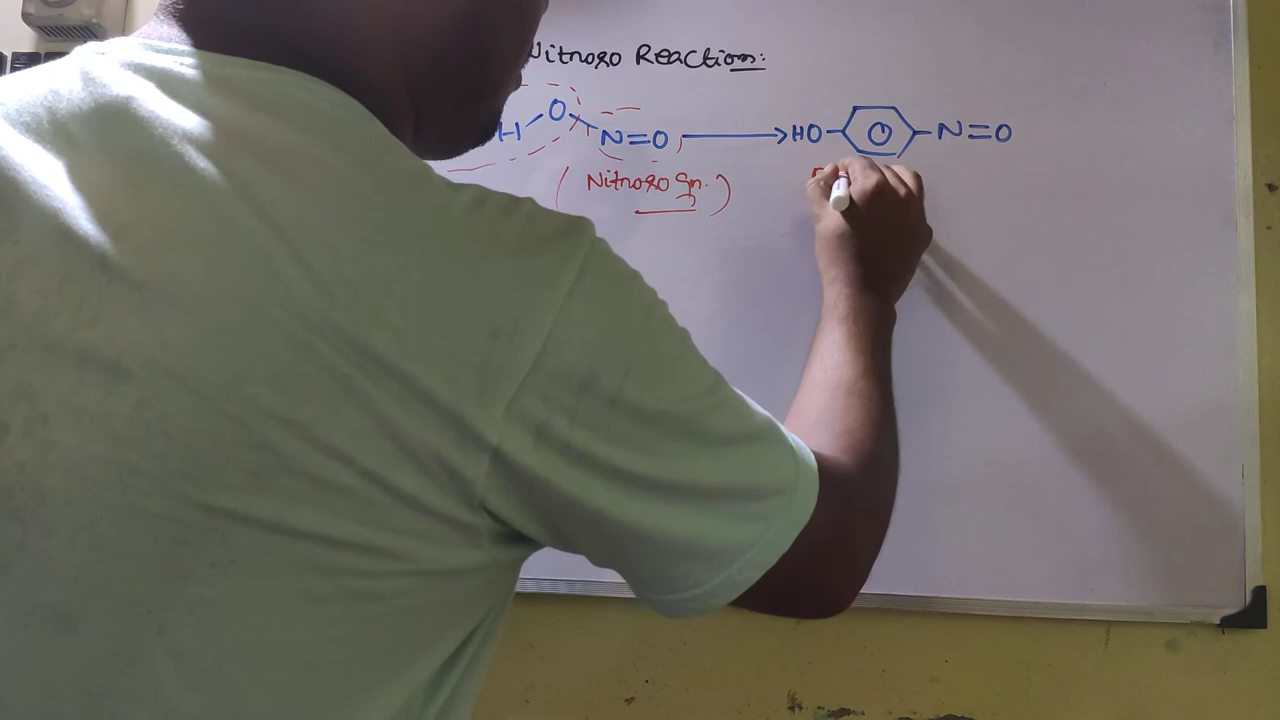 Nitroso Reaction:
H O N=O HO N=O
(Nitroso Gn.)